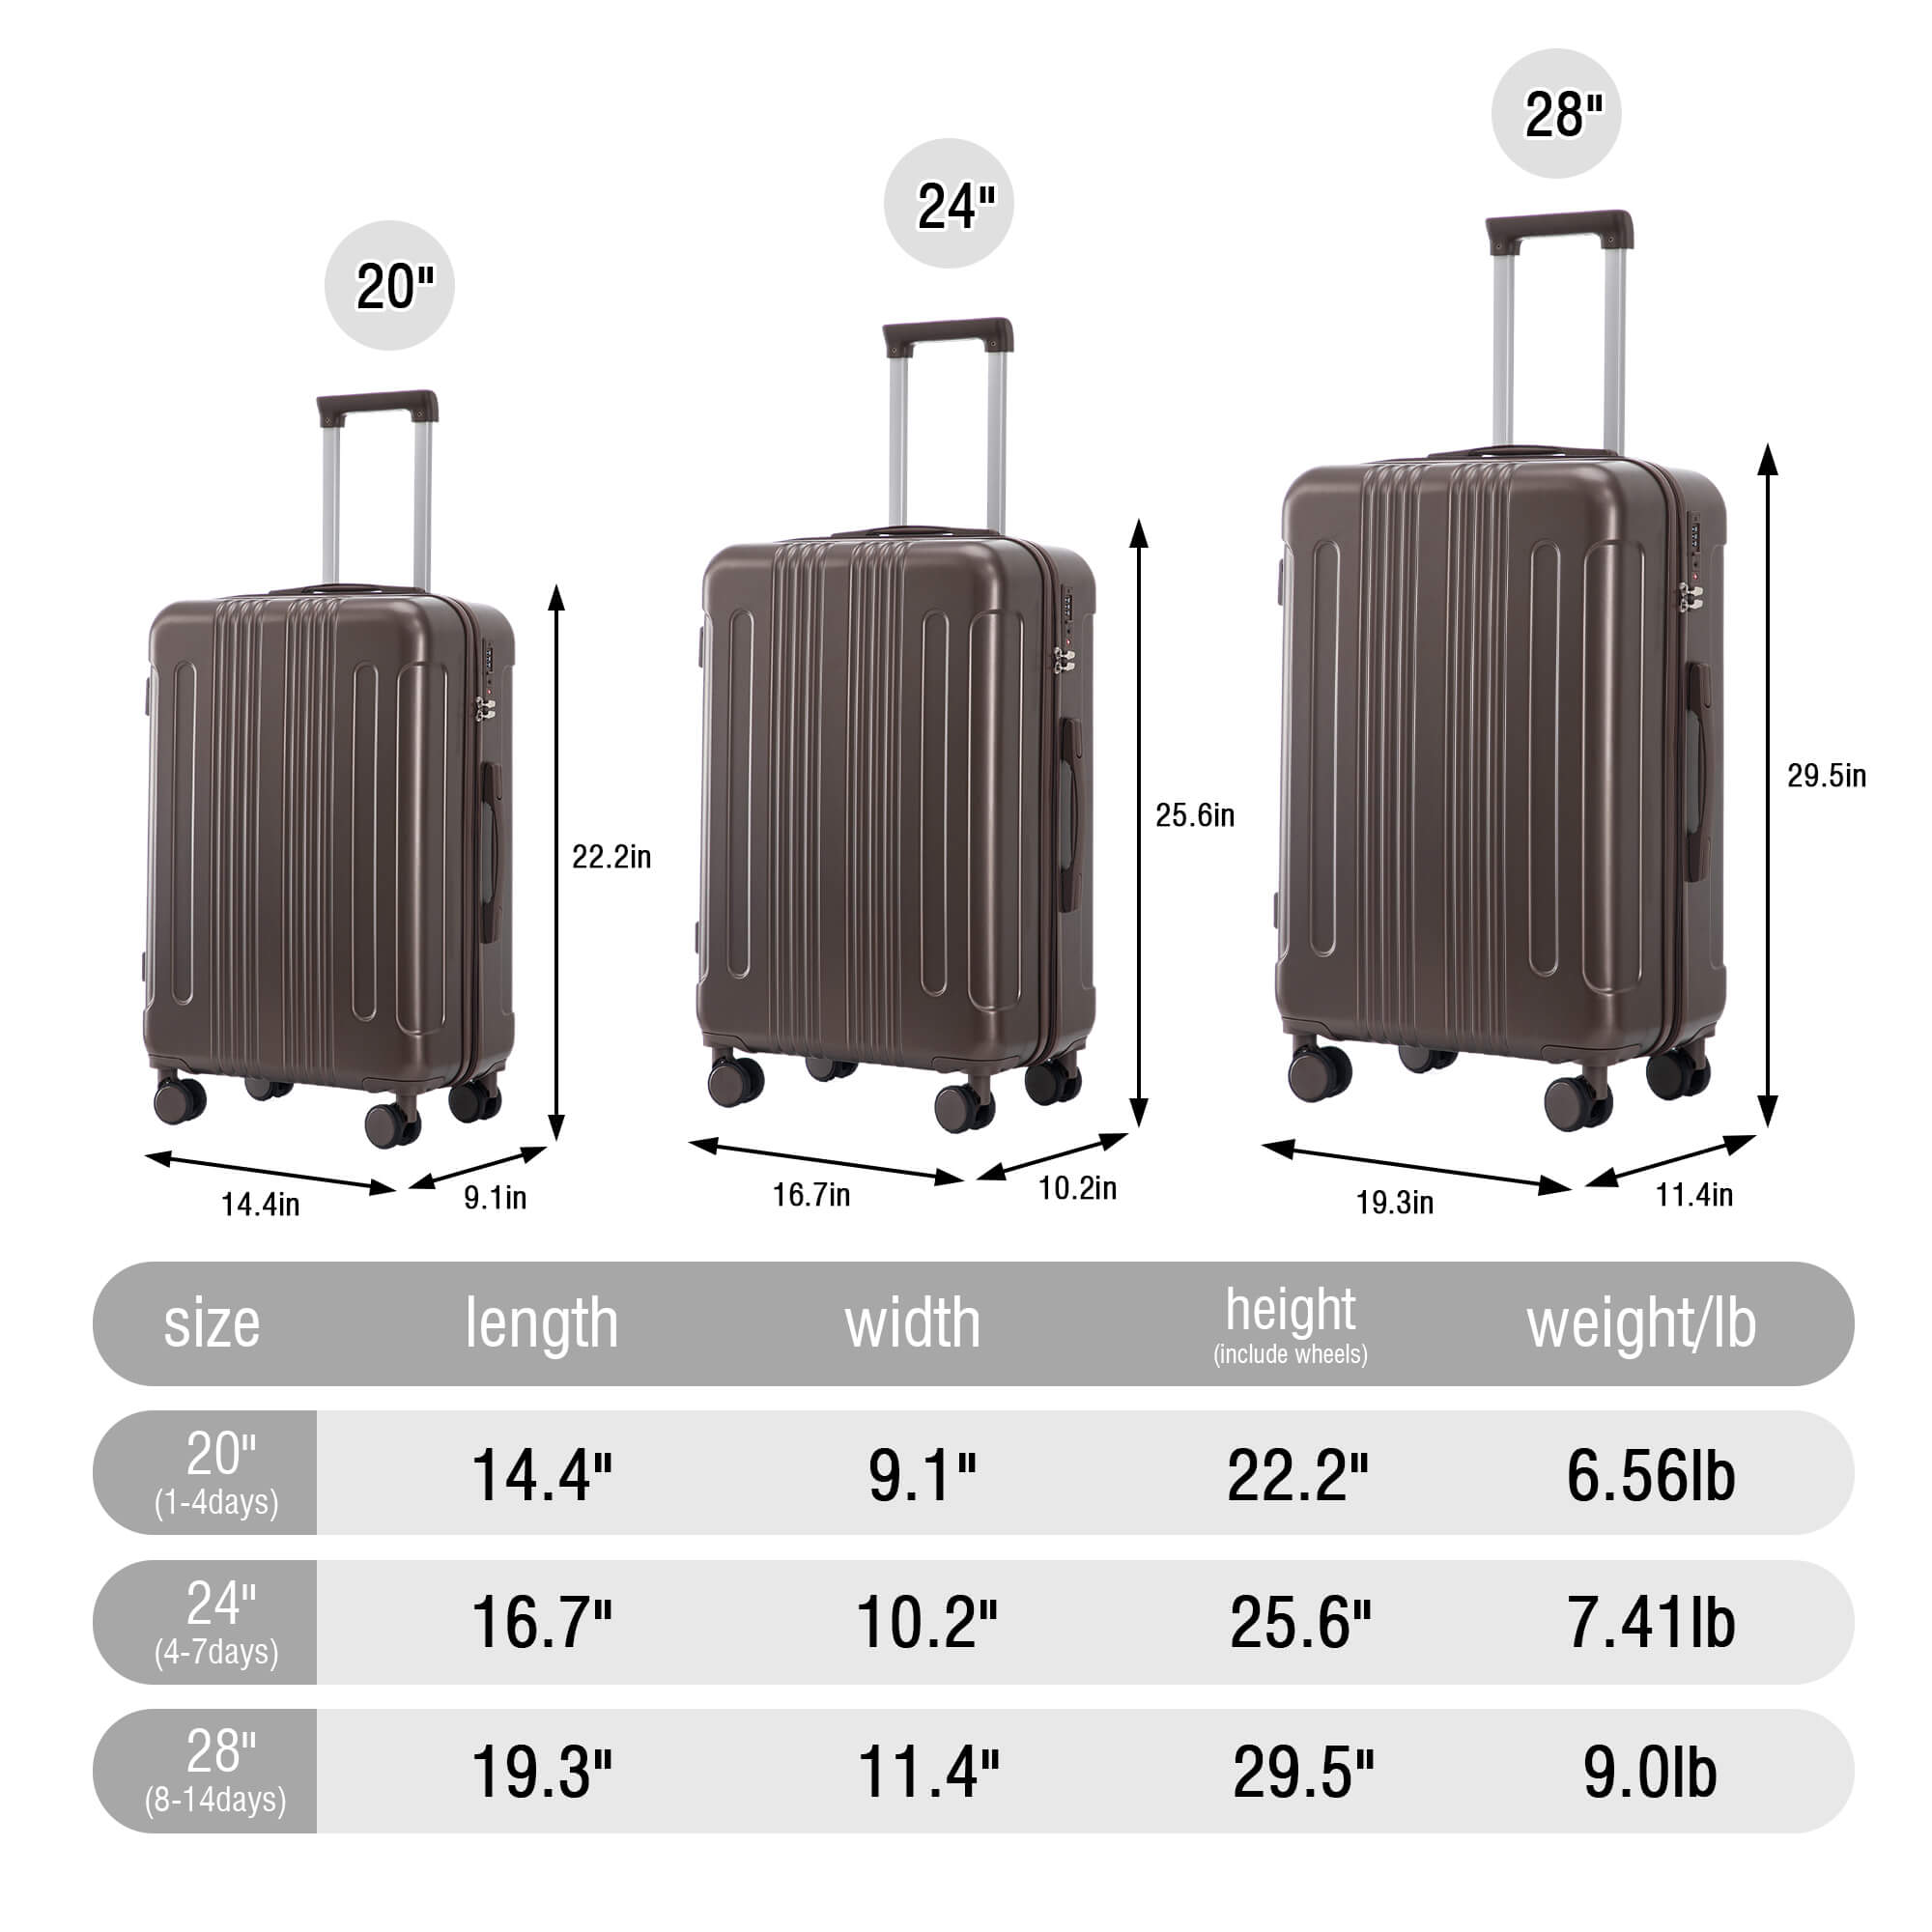 28"
24"
20"
29.5in
25.6in
22.2in
14.4in
9.1in
16.7in
10.2in
19.3in
11.4in
size length width height weight/lb
(include wheels)
20" 14.4" 9.1" 22.2" 6.56lb
(1-4days)
24" 16.7" 10.2" 25.6" 7.41lb
(4-7days)
28" 19.3" 11.4" 29.5" 9.0lb
(8-14days)